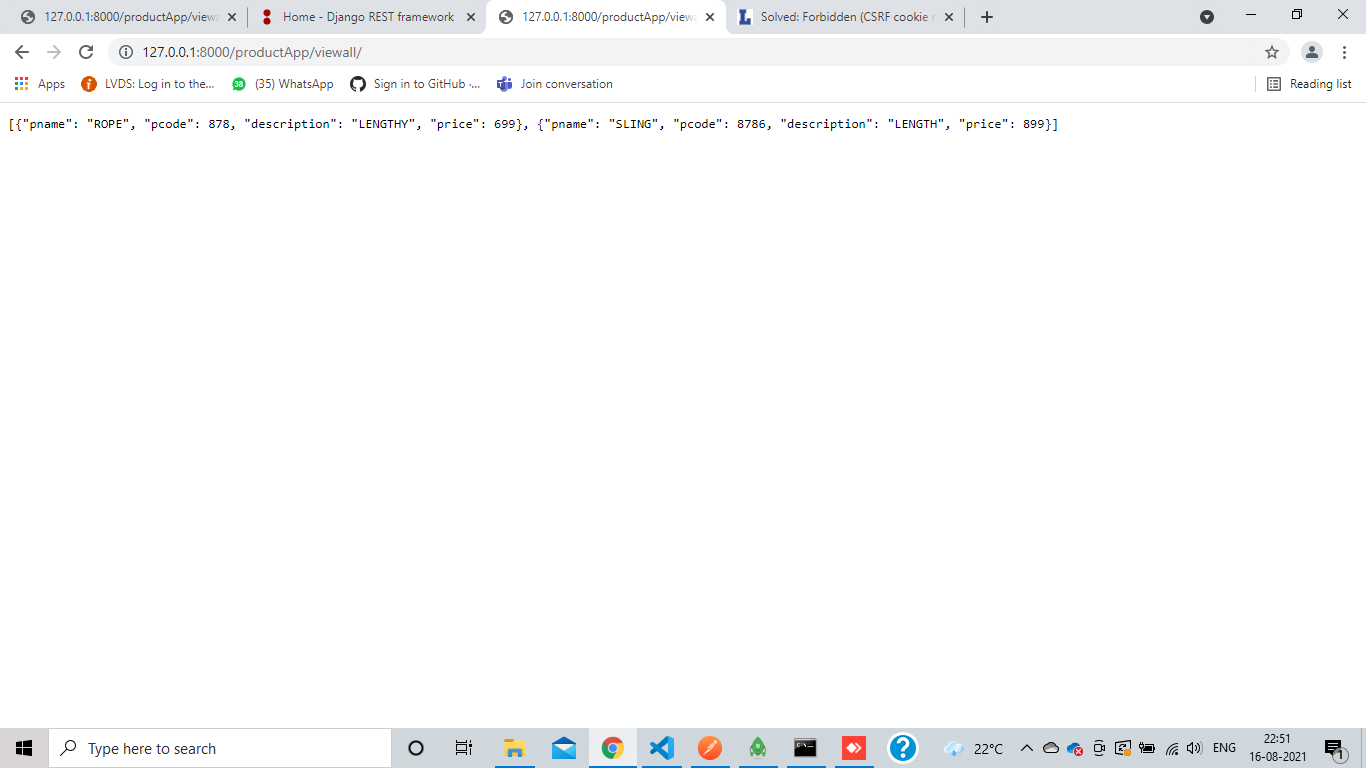 127.0.0.1:8000/productApp/viewa
Home - Django REST framework
127.0.0.1:8000/productApp/viewa
Solved: Forbidden (CSRF cookie n
127.0.0.1:8000/productApp/viewall/
Apps
LVDS: Log in to the...
38
(35) WhatsApp
Sign in to GitHub ·...
Join conversation
Reading list
[{"pname": "ROPE", "pcode": 878, "description": "LENGTHY", "price": 699}, {"pname": "SLING", "pcode": 8786, "description": "LENGTH", "price": 899}]
Type here to search
22°C
ENG
22:51
16-08-2021
1